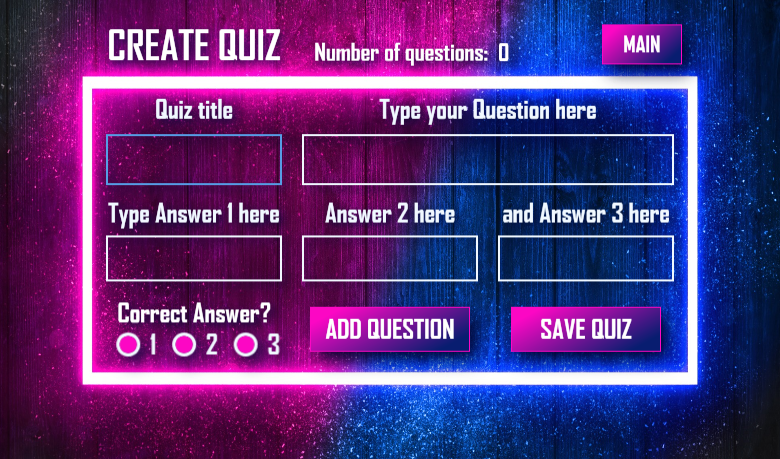 CREATE QUIZ
Number of questions: 0
MAIN
Quiz title
Type your Question here
Type Answer 1 here
Answer 2 here
and Answer 3 here
Correct Answer?
1 2 3
ADD QUESTION
SAVE QUIZ